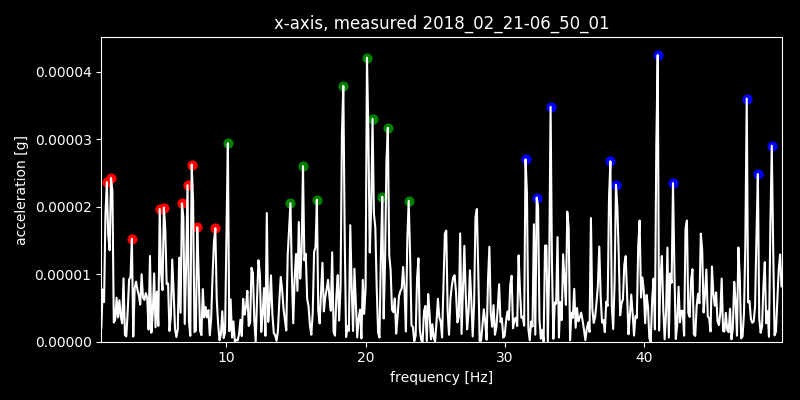 x-axis, measured 2018_02_21-06_50_01
acceleration [g]
0.00004
0.00003
0.00002
0.00001
0.00000
10 20 30 40
frequency [Hz]